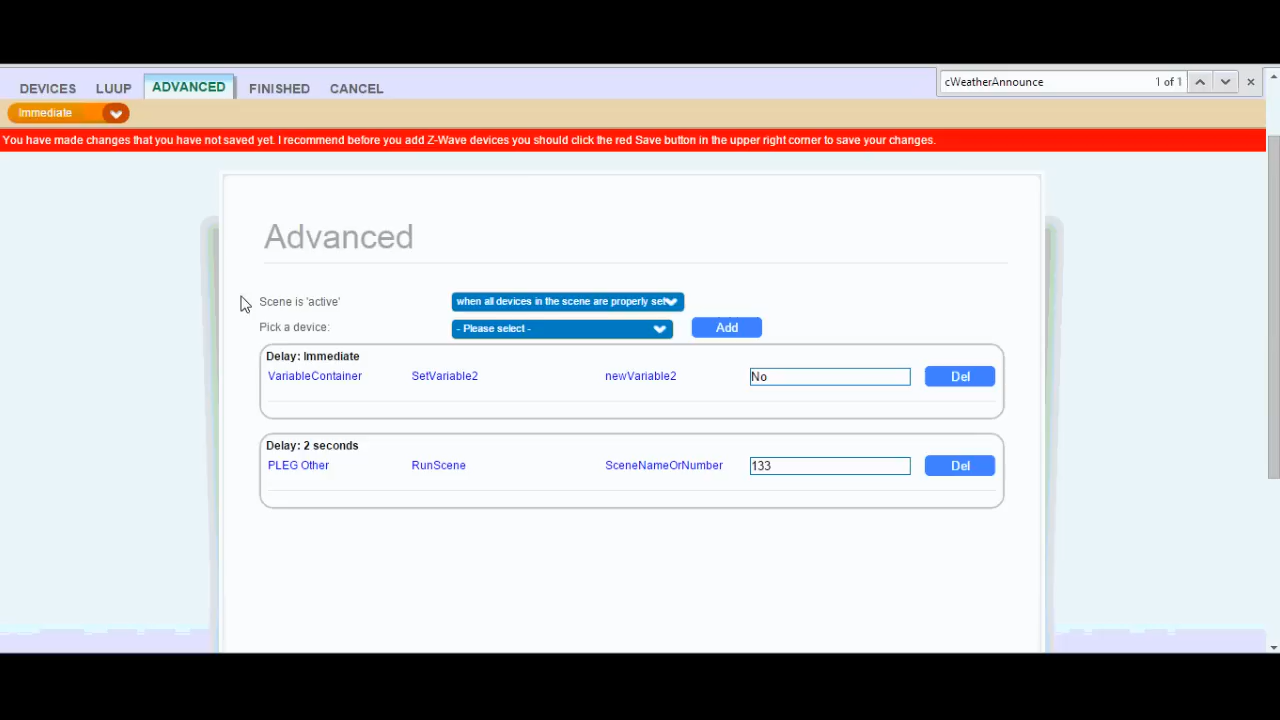 DEVICES LUUP ADVANCED FINISHED CANCEL
cWeatherAnnounce 1 of 1
Immediate
You have made changes that you have not saved yet. I recommend before you add Z-Wave devices you should click the red Save button in the upper right corner to save your changes.
Advanced
Scene is 'active' when all devices in the scene are properly set
Pick a device: - Please select - Add
Delay: Immediate
VariableContainer SetVariable2 newVariable2 No Del
Delay: 2 seconds
PLEG Other RunScene SceneNameOrNumber 133 Del